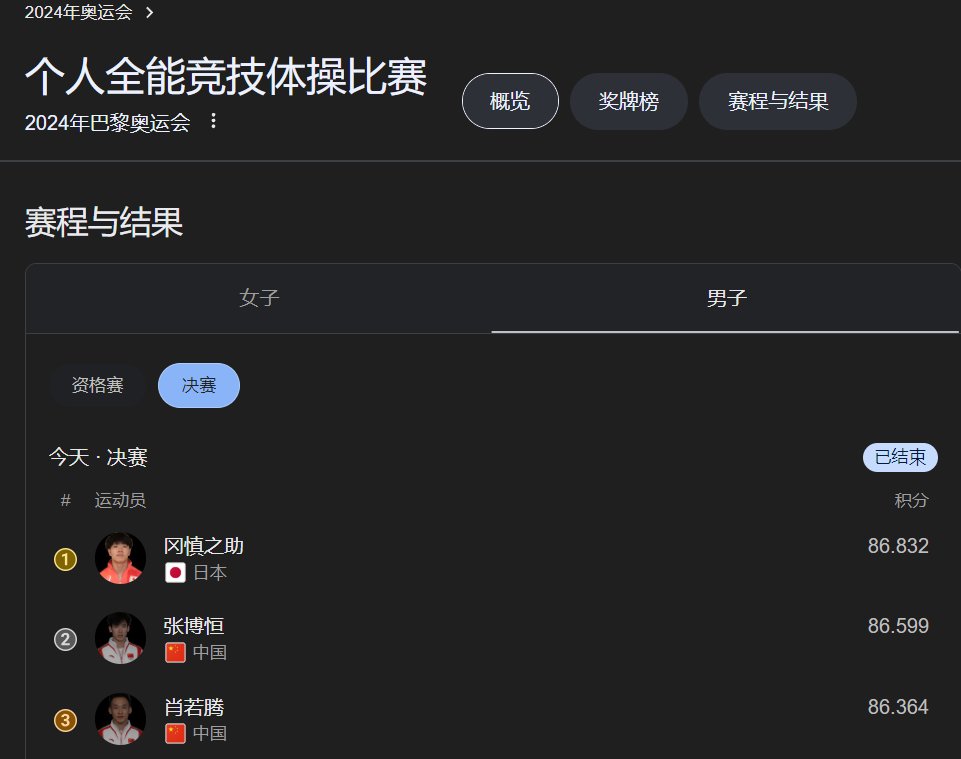 2024年奥运会 >
个人全能竞技体操比赛
2024年巴黎奥运会
概览 奖牌榜 赛程与结果
赛程与结果
女子 男子
资格赛 决赛
今天 · 决赛 已结束
# 运动员 积分
1 冈慎之助 86.832
日本
2 张博恒 86.599
中国
3 肖若腾 86.364
中国